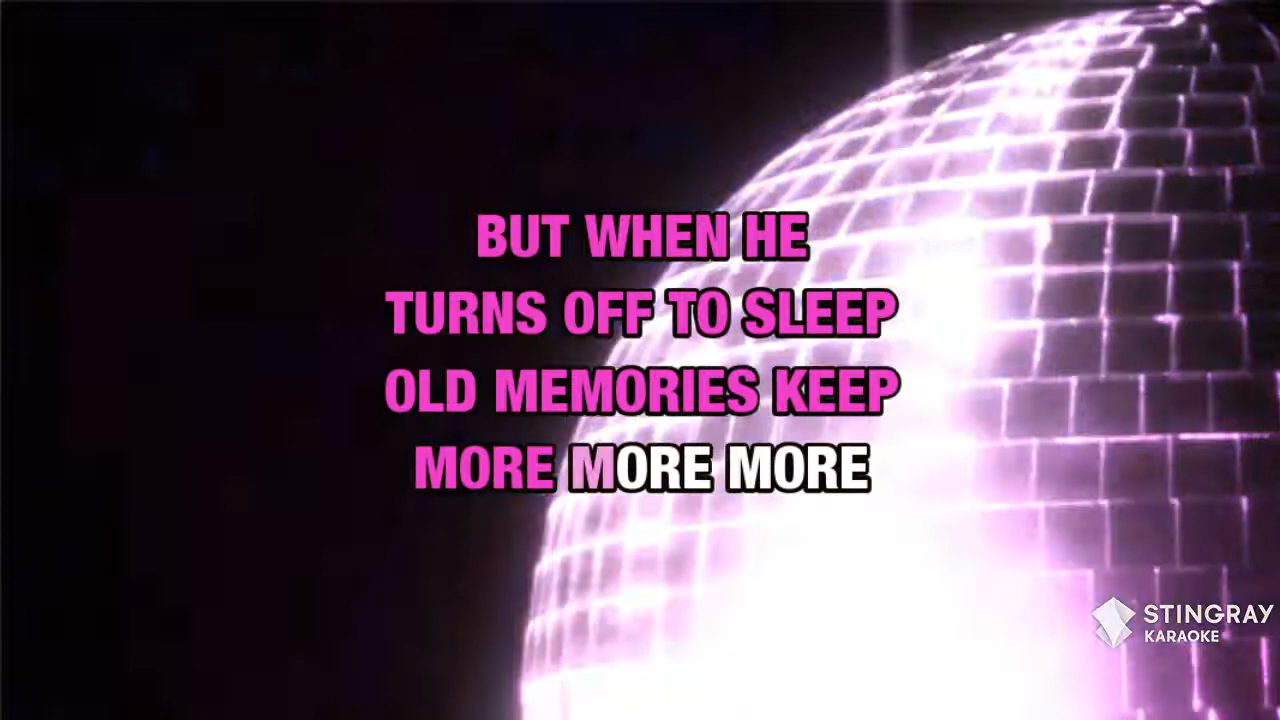 BUT WHEN HE
TURNS OFF TO SLEEP
OLD MEMORIES KEEP
MORE MORE MORE
STINGRAY
KARAOKE